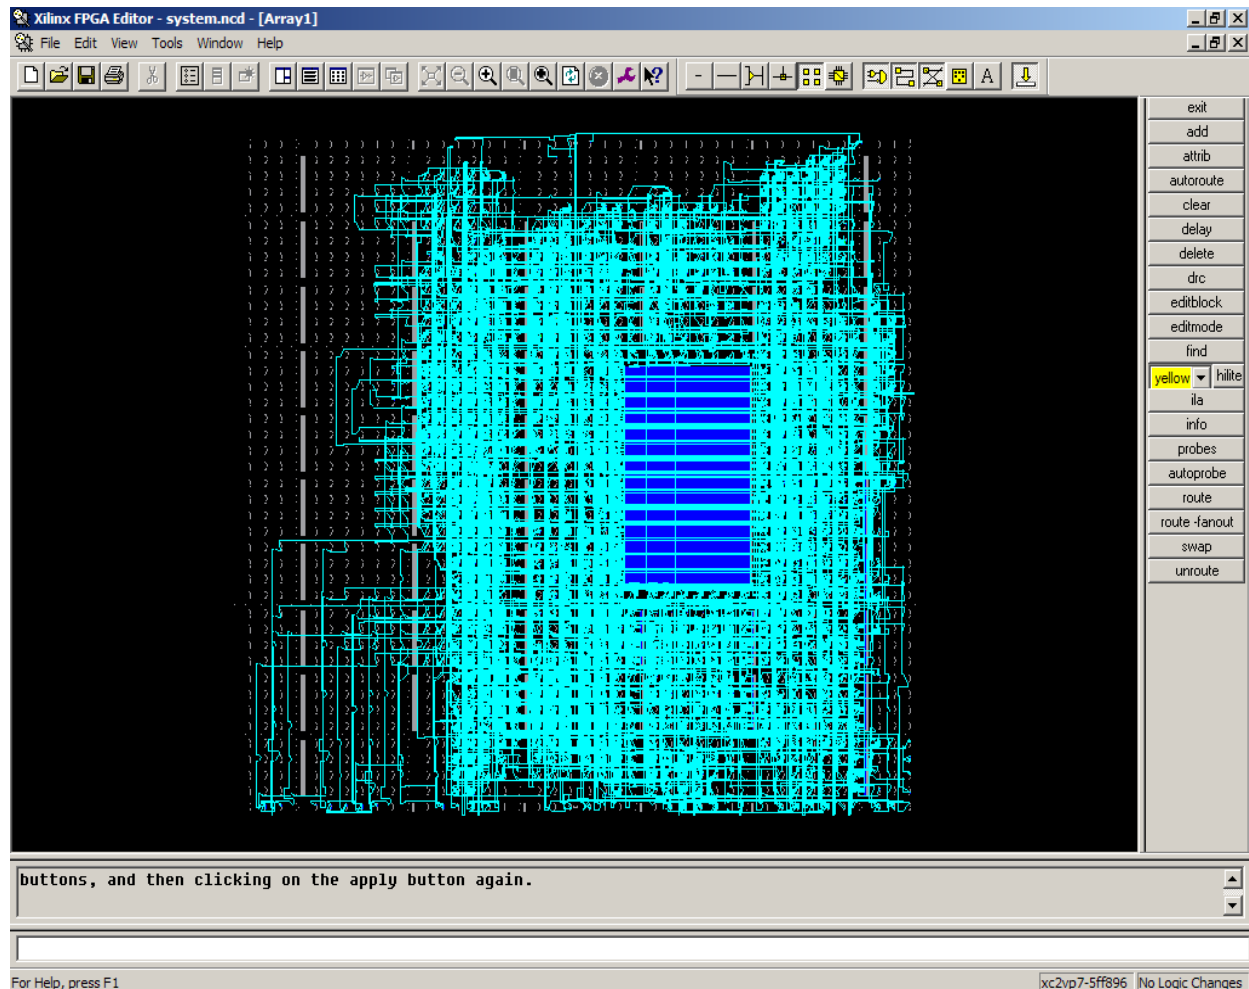 Xilinx FPGA Editor - system.ncd - [Array1]
File Edit View Tools Window Help
A
exit
add
attrib
autoroute
clear
delay
delete
drc
editblock
editmode
find
yellow hilite
ila
info
probes
autoprobe
route
route -fanout
swap
unroute
buttons, and then clicking on the apply button again.
For Help, press F1
xc2vp7-5ff896 No Logic Changes